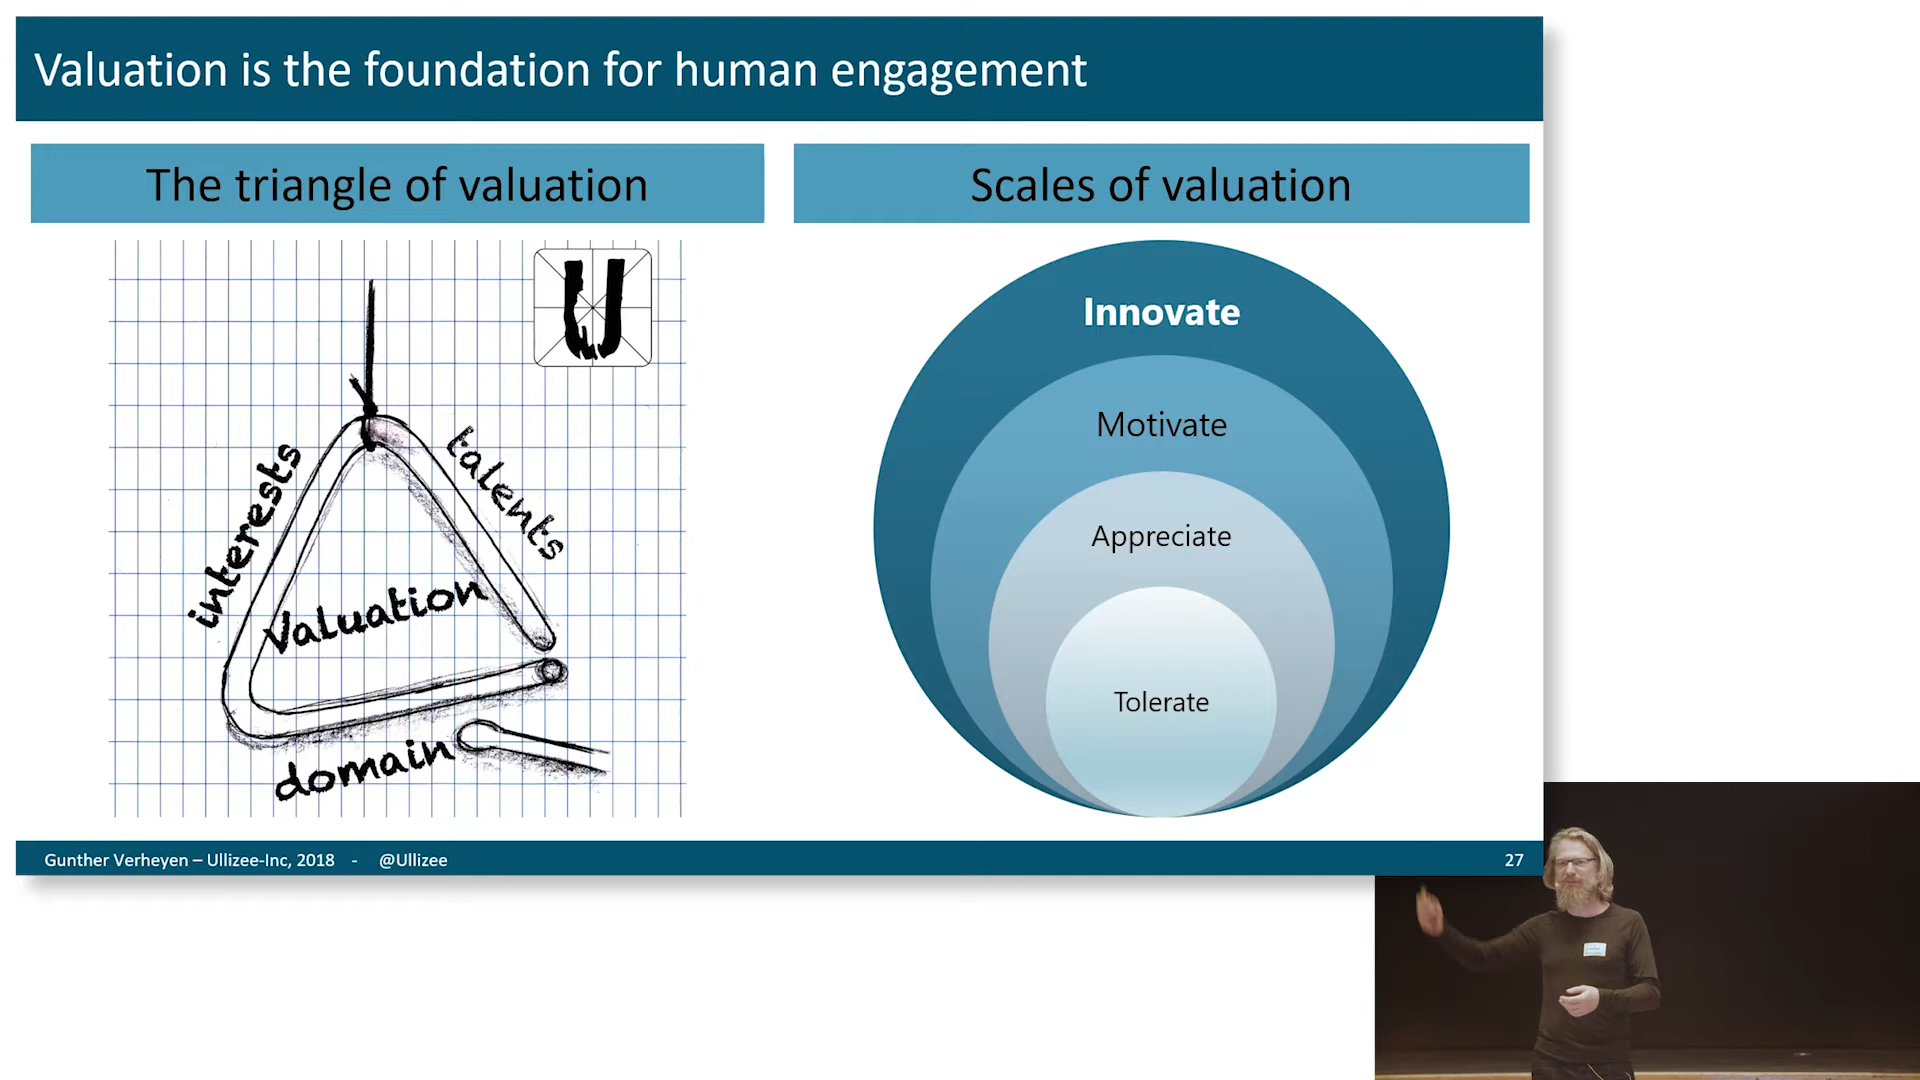 Valuation is the foundation for human engagement
The triangle of valuation
U
interests
talents
Valuation
domain
Scales of valuation
Innovate
Motivate
Appreciate
Tolerate
Gunther Verheyen – Ullizee-Inc, 2018 - @Ullizee
27